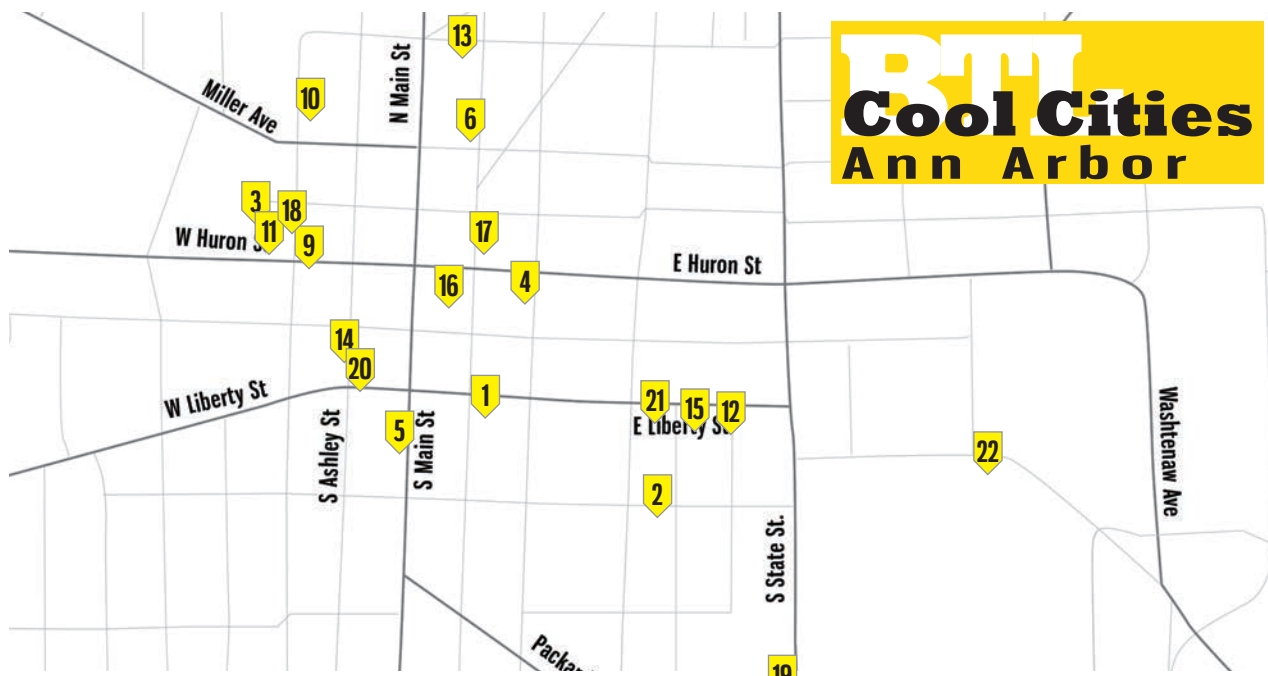 BTL
Cool Cities
Ann Arbor
13
N Main St
10
Miller Ave
6
3
18
11
17
W Huron
9
E Huron St
16
4
14
20
1
W Liberty St
21
15
12
E Liberty St
5
S Ashley St
S Main St
22
Washtenaw Ave
2
S State St.
19